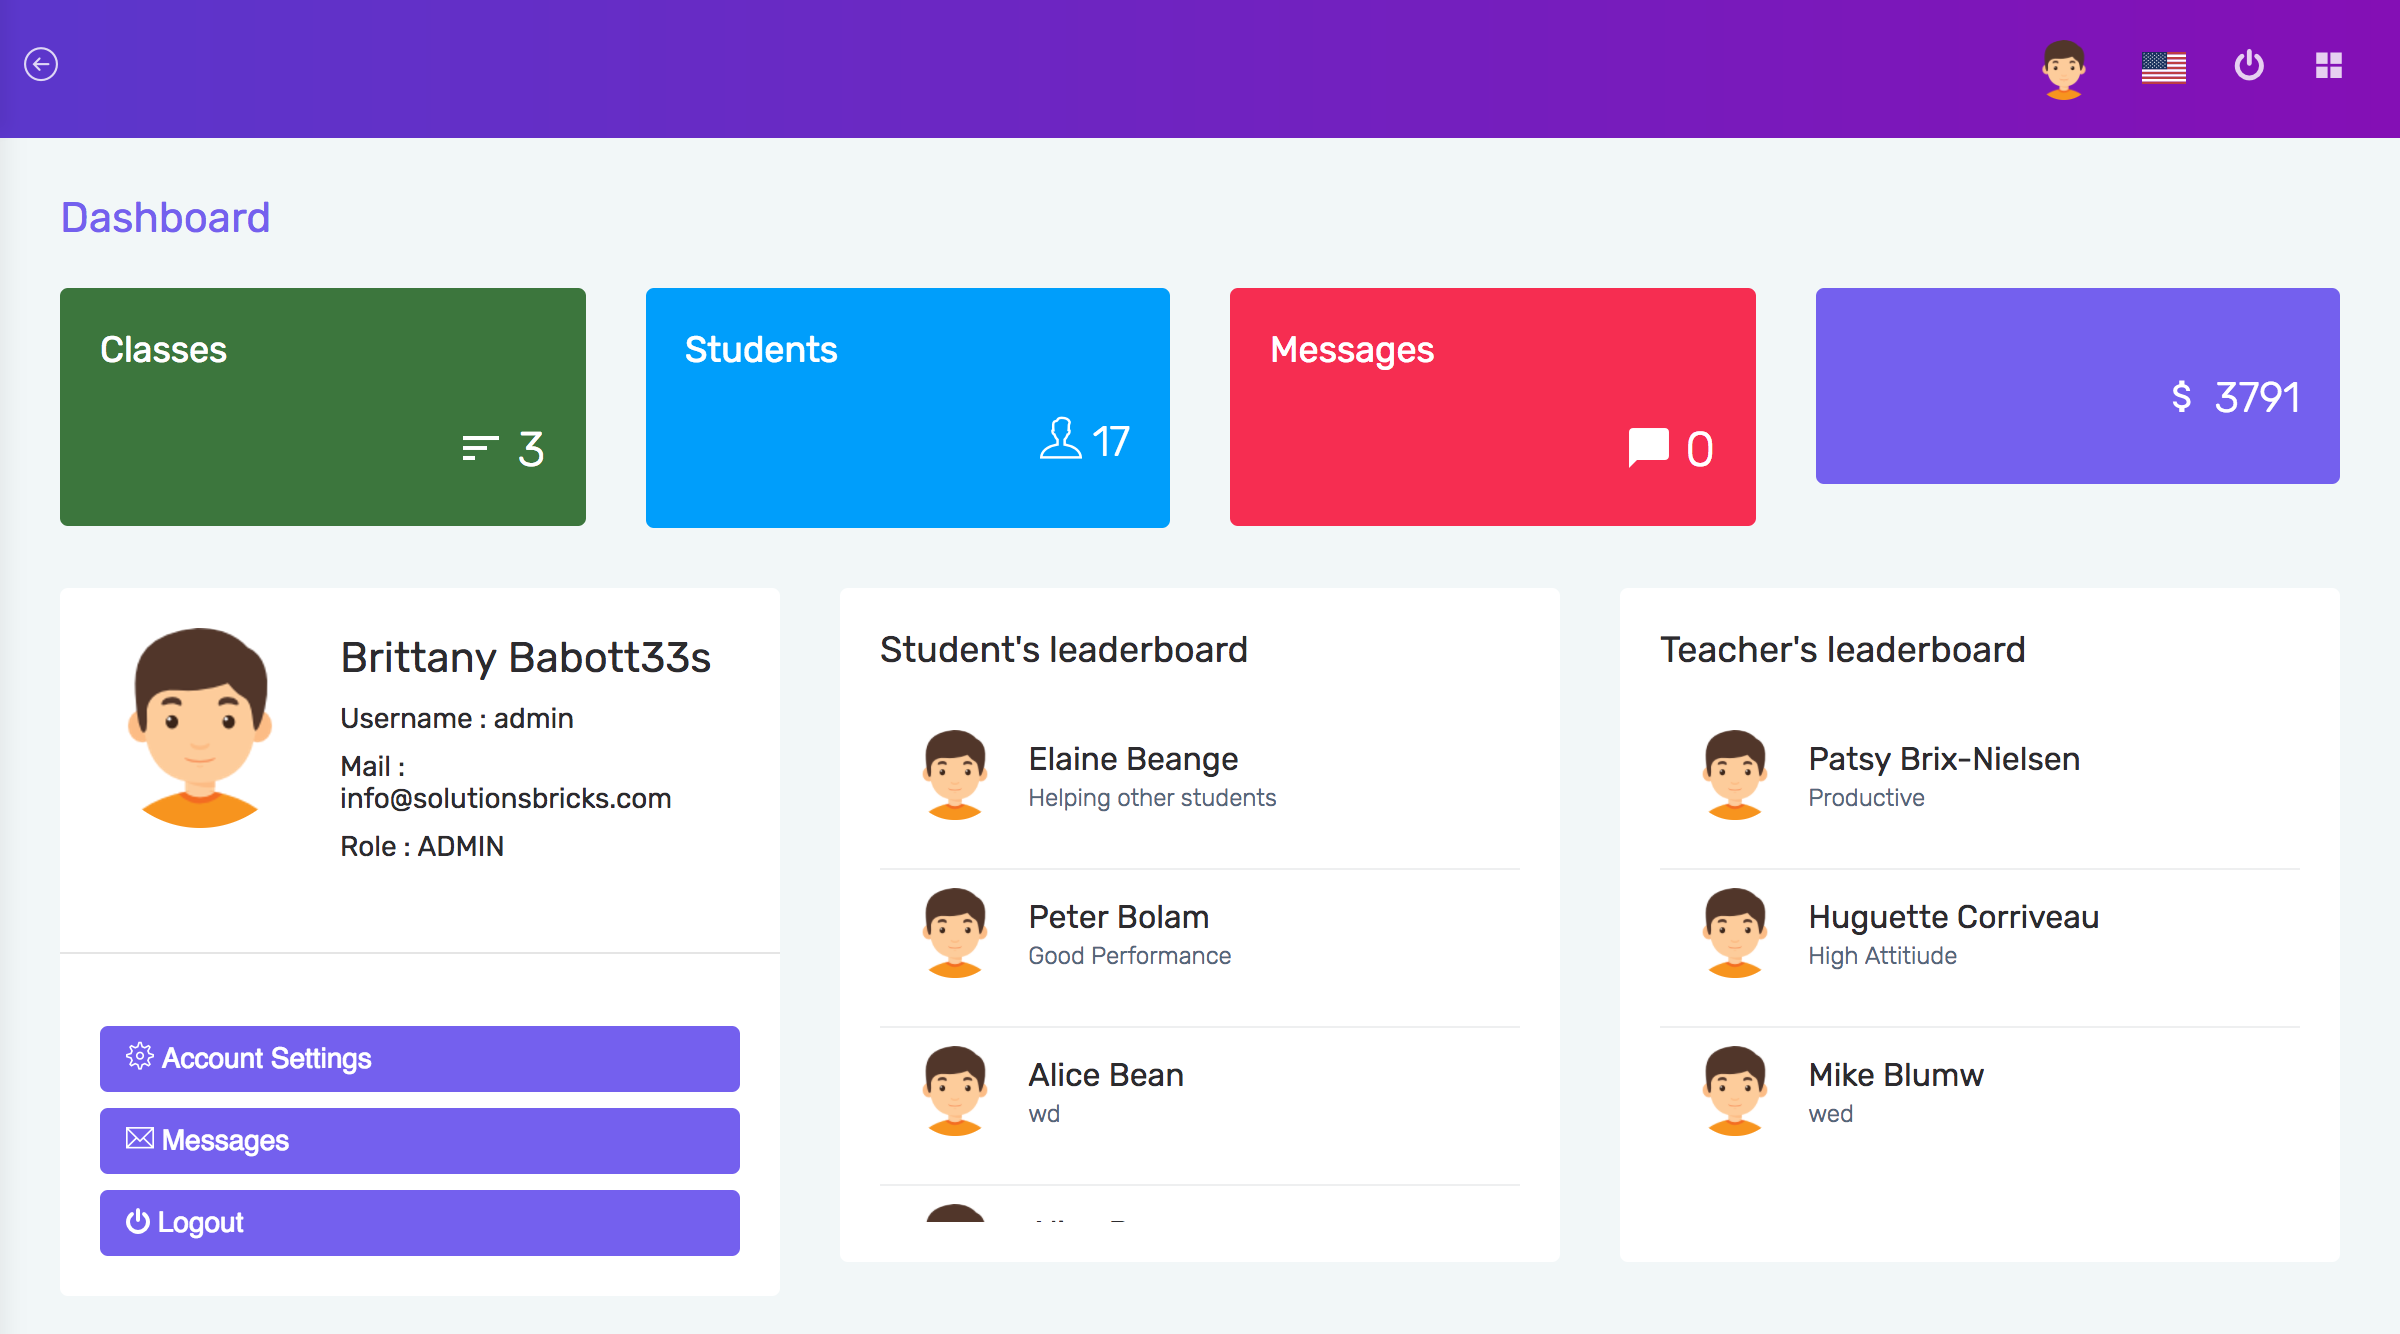 Dashboard
Classes
3
Students
17
Messages
0
$ 3791
Brittany Babott33s
Username : admin
Mail :
info@solutionsbricks.com
Role : ADMIN
Account Settings
Messages
Logout
Student's leaderboard
Elaine Beange
Helping other students
Peter Bolam
Good Performance
Alice Bean
wd
Teacher's leaderboard
Patsy Brix-Nielsen
Productive
Huguette Corriveau
High Attitiude
Mike Blumw
wed